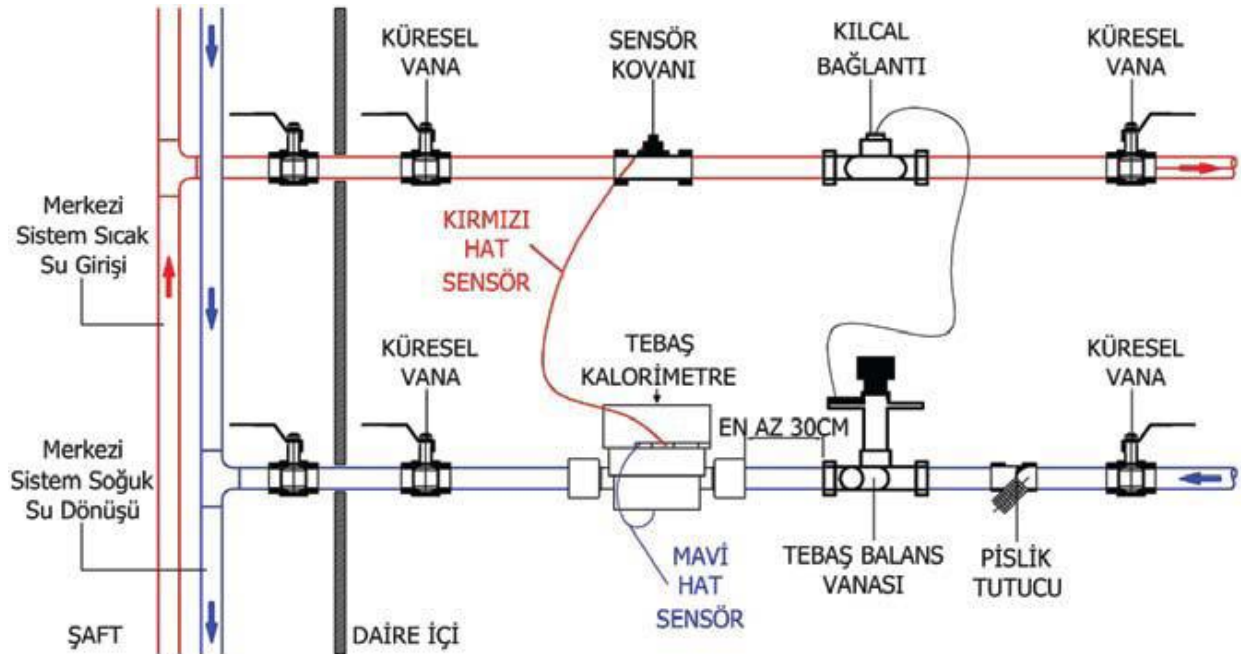 KÜRESEL
VANA
SENSÖR
KOVANI
KILCAL
BAĞLANTI
KÜRESEL
VANA
Merkezi
Sistem Sıcak
Su Girişi
KIRMIZI
HAT
SENSÖR
KÜRESEL
VANA
TEBAŞ
KALORİMETRE
EN AZ 30CM
KÜRESEL
VANA
Merkezi
Sistem Soğuk
Su Dönüşü
MAVİ
HAT
SENSÖR
TEBAŞ BALANS
VANASI
PİSLİK
TUTUCU
ŞAFT
DAİRE İÇİ